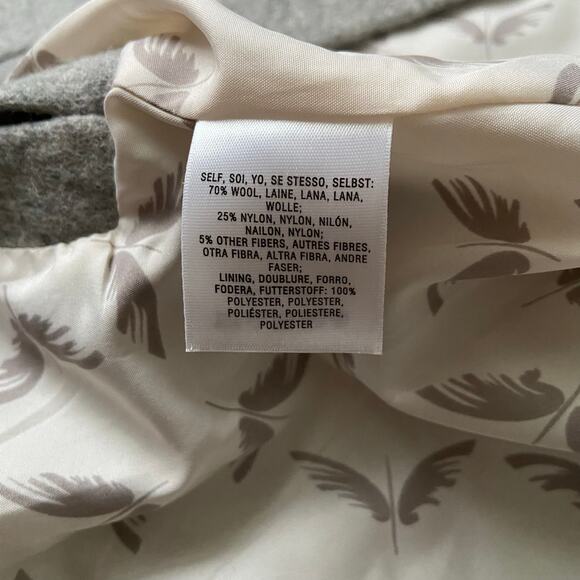 SELF, SOI, YO, SE STESSO, SELBST:
70% WOOL, LAINE, LANA, LANA,
WOLLE;
25% NYLON, NYLON, NILÓN,
NAILON, NYLON;
5% OTHER FIBERS, AUTRES FIBRES,
OTRA FIBRA, ALTRA FIBRA, ANDRE
FASER;
LINING, DOUBLURE, FORRO,
FODERA, FUTTERSTOFF: 100%
POLYESTER, POLYESTER,
POLIÉSTER, POLIESTERE,
POLYESTER